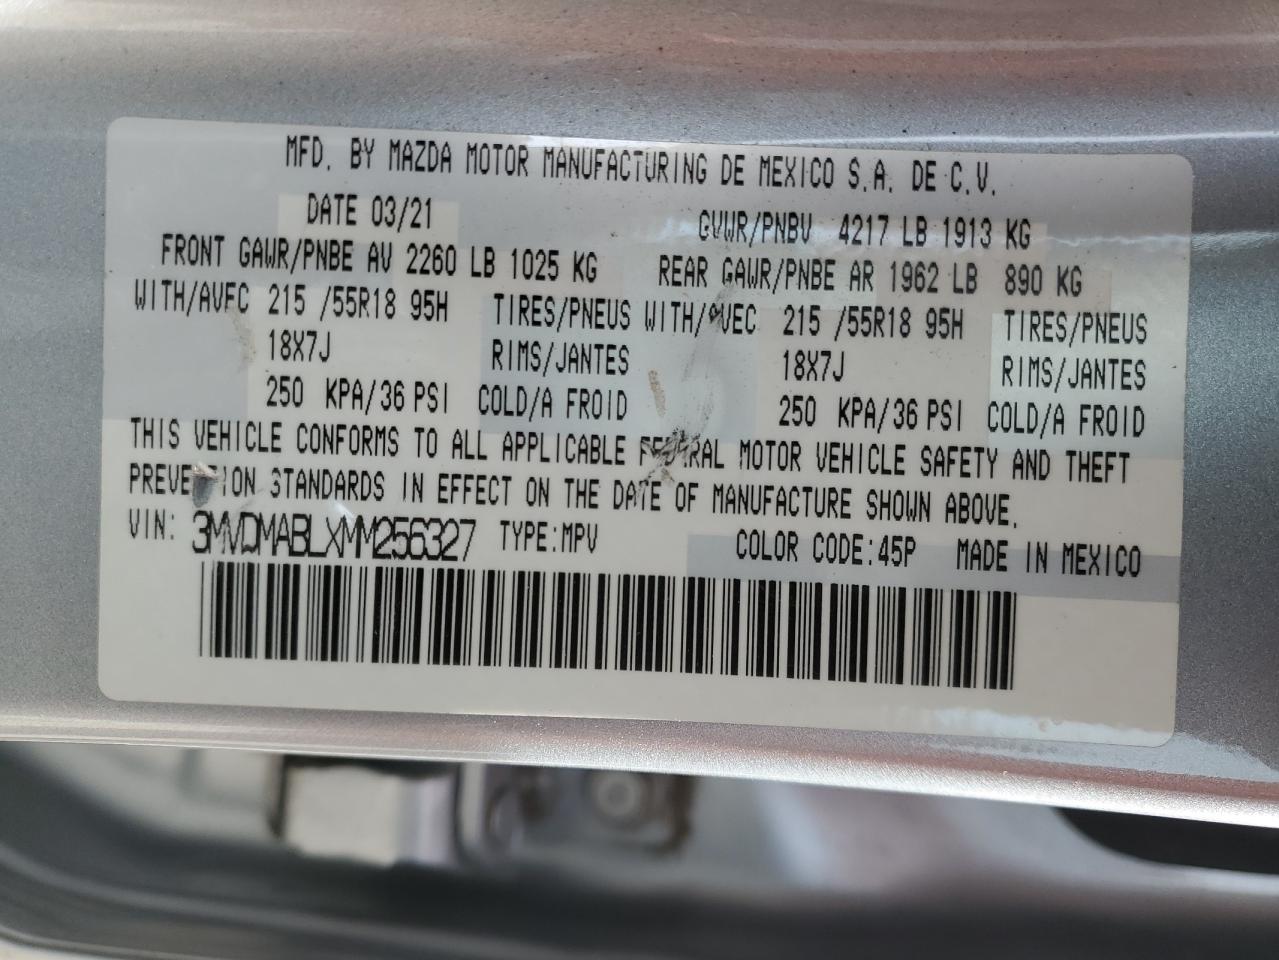 MFD. BY MAZDA MOTOR MANUFACTURING DE MEXICO S.A. DE C.V.
DATE 03/21 GVWR/PNBV 4217 LB 1913 KG
FRONT GAWR/PNBE AV 2260 LB 1025 KG REAR GAWR/PNBE AR 1962 LB 890 KG
WITH/AVEC 215 /55R18 95H TIRES/PNEUS WITH/AVEC 215 /55R18 95H TIRES/PNEUS
18X7J RIMS/JANTES 18X7J RIMS/JANTES
250 KPA/36 PSI COLD/A FROID 250 KPA/36 PSI COLD/A FROID
THIS VEHICLE CONFORMS TO ALL APPLICABLE FEDERAL MOTOR VEHICLE SAFETY AND THEFT
PREVENTION STANDARDS IN EFFECT ON THE DATE OF MANUFACTURE SHOWN ABOVE.
VIN: 3MVDMABLXMM256327 TYPE:MPV COLOR CODE:45P MADE IN MEXICO